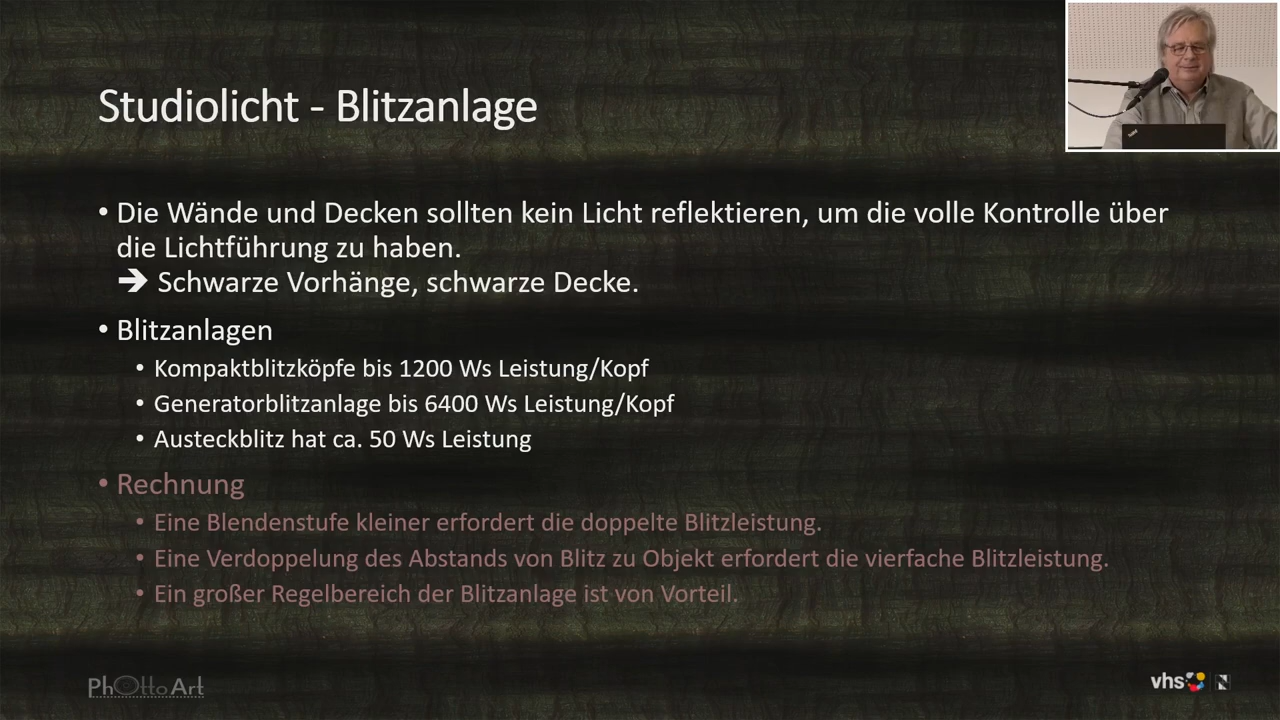 Studiolicht - Blitzanlage
• Die Wände und Decken sollten kein Licht reflektieren, um die volle Kontrolle über
die Lichtführung zu haben.
➔ Schwarze Vorhänge, schwarze Decke.
• Blitzanlagen
• Kompaktblitzköpfe bis 1200 Ws Leistung/Kopf
• Generatorblitzanlage bis 6400 Ws Leistung/Kopf
• Austeckblitz hat ca. 50 Ws Leistung
• Rechnung
• Eine Blendenstufe kleiner erfordert die doppelte Blitzleistung.
• Eine Verdoppelung des Abstands von Blitz zu Objekt erfordert die vierfache Blitzleistung.
• Ein großer Regelbereich der Blitzanlage ist von Vorteil.
PhOttoArt
vhs